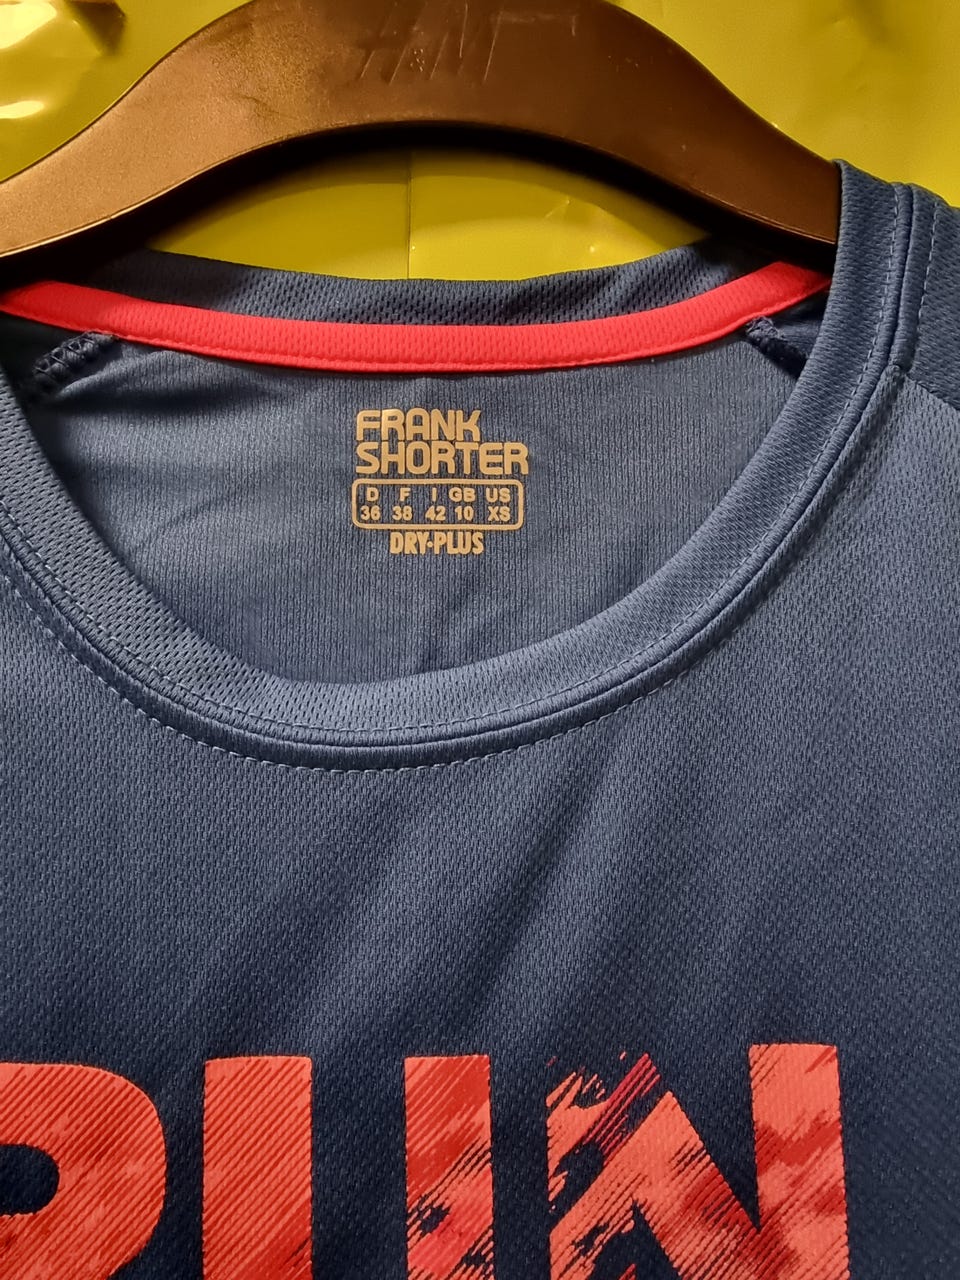 H&M
FRANK
SHORTER
D F I GB US
36 38 42 10 XS
DRY-PLUS
RUN